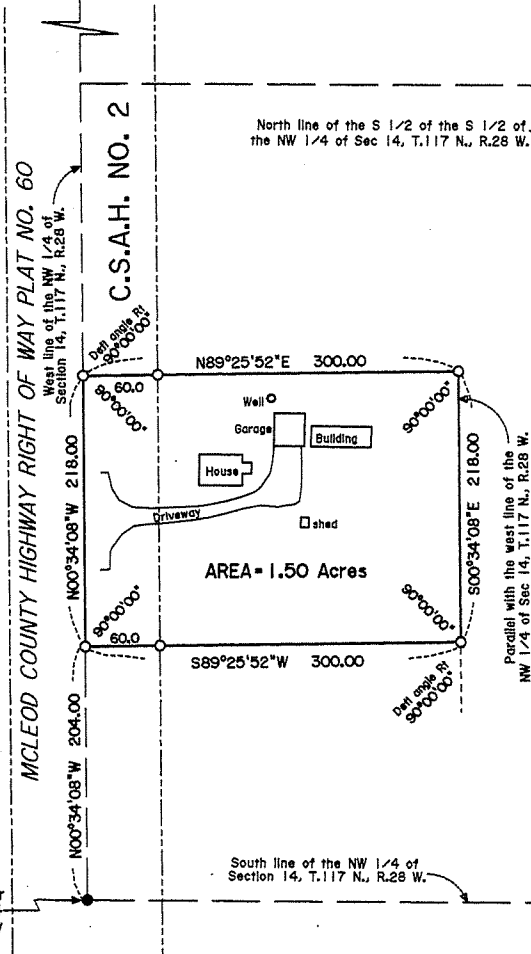 MCLEOD COUNTY HIGHWAY RIGHT OF WAY PLAT NO. 60
West line of the NW 1/4 of
Section 14, T.117 N., R.28 W.
C.S.A.H. NO. 2
North line of the S 1/2 of the S 1/2 of
the NW 1/4 of Sec 14, T.117 N., R.28 W.
Defl angle Rt
90°00'00"
N89°25'52"E 300.00
60.0
90°00'00"
90°00'00"
Well
Garage
Building
House
Driveway
shed
N00°34'08"W 218.00
S00°34'08"E 218.00
Parallel with the west line of the
NW 1/4 of Sec 14, T.117 N., R.28 W.
AREA = 1.50 Acres
90°00'00"
90°00'00"
60.0
S89°25'52"W 300.00
Defl angle Rt
90°00'00"
N00°34'08"W 204.00
South line of the NW 1/4 of
Section 14, T.117 N., R.28 W.